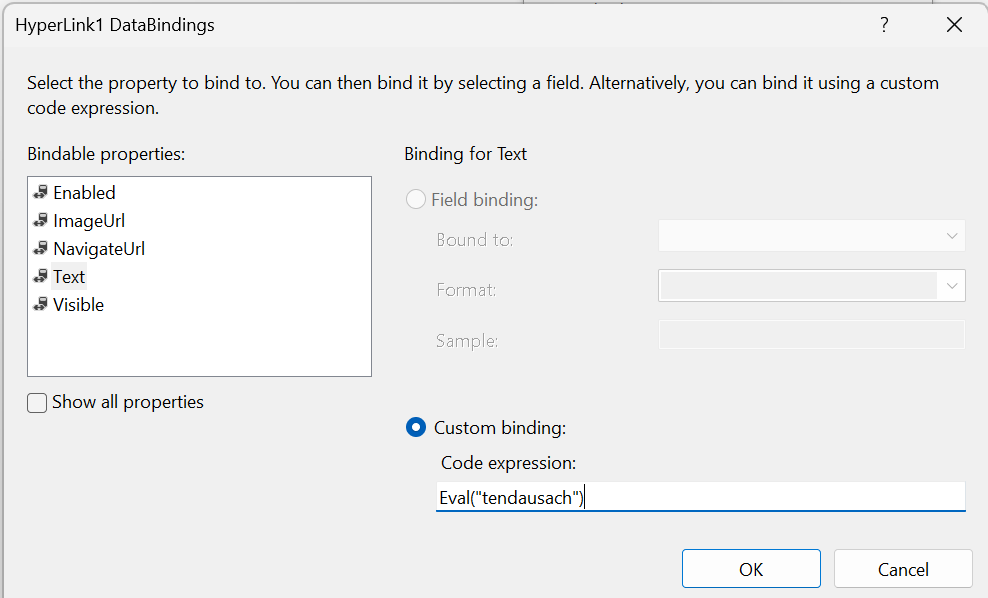 HyperLink1 DataBindings
?
Select the property to bind to. You can then bind it by selecting a field. Alternatively, you can bind it using a custom
code expression.
Bindable properties:
Enabled
ImageUrl
NavigateUrl
Text
Visible
Show all properties
Binding for Text
Field binding:
Bound to:
Format:
Sample:
Custom binding:
Code expression:
Eval("tendausach")
OK
Cancel